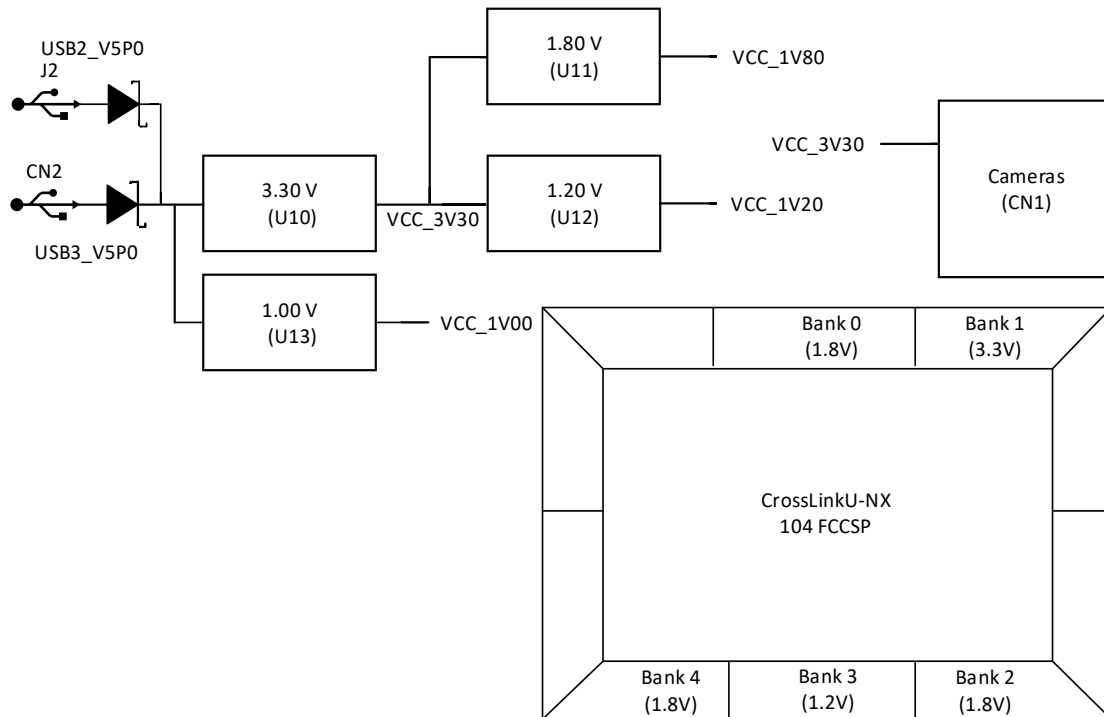 USB2_V5P0
J2
CN2
USB3_V5P0
3.30 V
(U10)
VCC_3V30
1.00 V
(U13)
VCC_1V00
1.80 V
(U11)
VCC_1V80
1.20 V
(U12)
VCC_1V20
VCC_3V30
Cameras
(CN1)
Bank 0
(1.8V)
Bank 1
(3.3V)
CrossLinkU-NX
104 FCCSP
Bank 4
(1.8V)
Bank 3
(1.2V)
Bank 2
(1.8V)